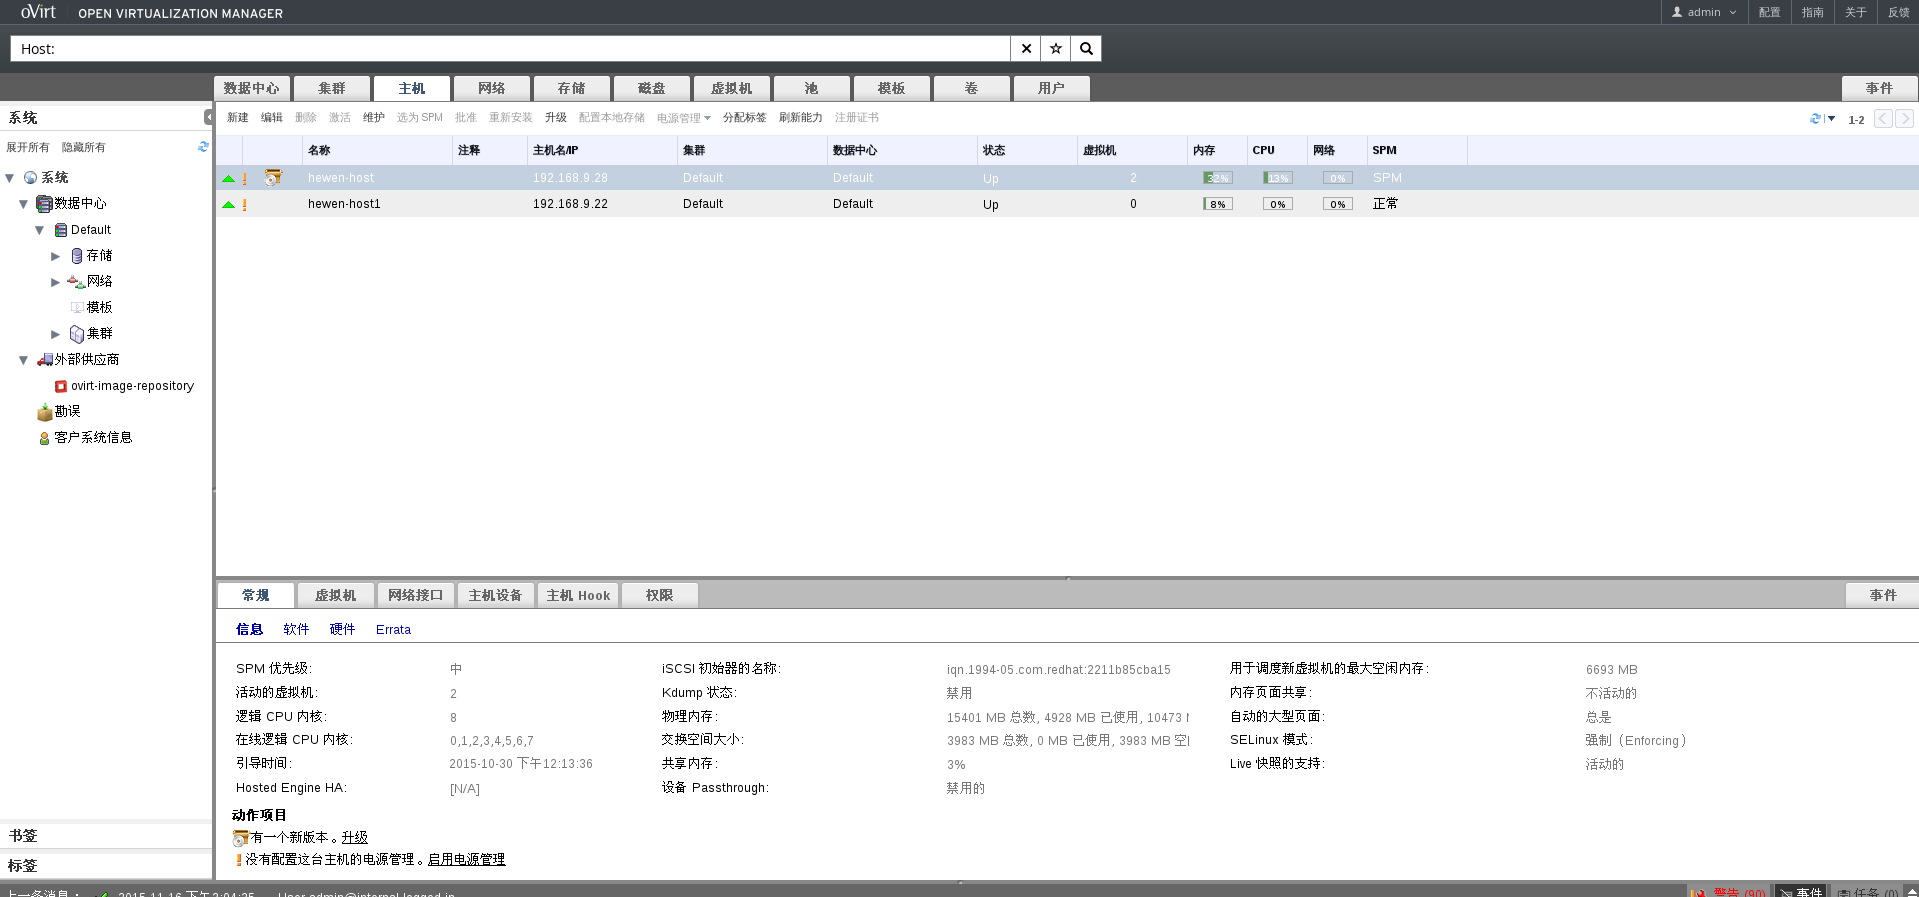 oVirt OPEN VIRTUALIZATION MANAGER admin 配置 指南 关于 反馈
Host:
数据中心 集群 主机 网络 存储 磁盘 虚拟机 池 模板 卷 用户 事件
系统
新建 编辑 删除 激活 维护 选为 SPM 批准 重新安装 升级 配置本地存储 电源管理 分配标签 刷新能力 注册证书 1-2
展开所有 隐藏所有
名称 注释 主机名/IP 集群 数据中心 状态 虚拟机 内存 CPU 网络 SPM
hewen-host 192.168.9.28 Default Default Up 2 32% 13% 0% SPM
hewen-host1 192.168.9.22 Default Default Up 0 8% 0% 0% 正常
系统
数据中心
Default
存储
网络
模板
集群
外部供应商
ovirt-image-repository
勘误
客户系统信息
书签
标签
常规 虚拟机 网络接口 主机设备 主机 Hook 权限 事件
信息 软件 硬件 Errata
SPM 优先级: 中 iSCSI 初始器的名称: iqn.1994-05.com.redhat:2211b85cba15 用于调度新虚拟机的最大空闲内存: 6693 MB
活动的虚拟机: 2 Kdump 状态: 禁用 内存页面共享: 不活动的
逻辑 CPU 内核: 8 物理内存: 15401 MB 总数, 4928 MB 已使用, 10473 自动的大型页面: 总是
在线逻辑 CPU 内核: 0,1,2,3,4,5,6,7 交换空间大小: 3983 MB 总数, 0 MB 已使用, 3983 MB 空 SELinux 模式: 强制（Enforcing）
引导时间: 2015-10-30 下午12:13:36 共享内存: 3% Live 快照的支持: 活动的
Hosted Engine HA: [N/A] 设备 Passthrough: 禁用的
动作项目
有一个新版本。升级
没有配置这台主机的电源管理。启用电源管理
上一条消息: 2015-11-16 下午2:04:25 User admin@internal logged in. 警告 (90) 事件 任务 (0)